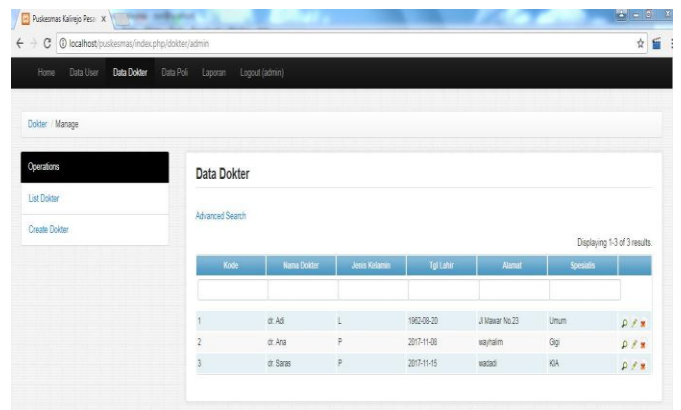 Puskesmas Kalirejo Pesa x
localhost/puskesmas/index.php/dokter/admin
Home Data User Data Dokter Data Poli Laporan Logout (admin)
Dokter / Manage
Operations
List Dokter
Create Dokter
Data Dokter
Advanced Search
Displaying 1-3 of 3 results.
Kode Nama Dokter Jenis Kelamin Tgl Lahir Alamat Spesialis
1 dr. Adi L 1962-08-20 Jl Mawar No.23 Umum
2 dr. Ana P 2017-11-08 wayhalim Gigi
3 dr. Saras P 2017-11-15 wadadi KIA